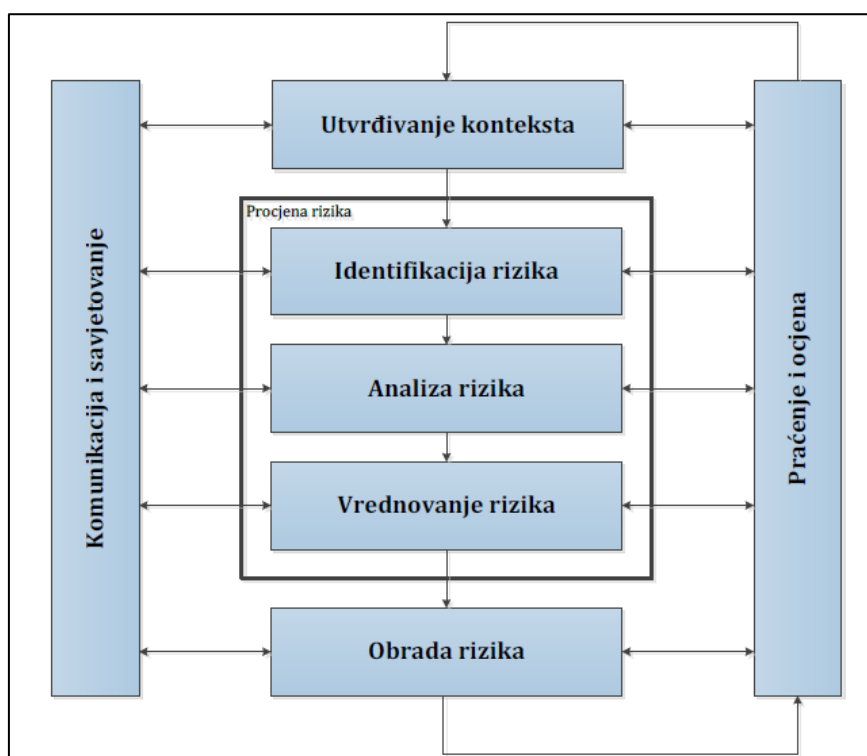 Utvrđivanje konteksta
Procjena rizika
Identifikacija rizika
Analiza rizika
Vrednovanje rizika
Obrada rizika
Komunikacija i savjetovanje
Praćenje i ocjena